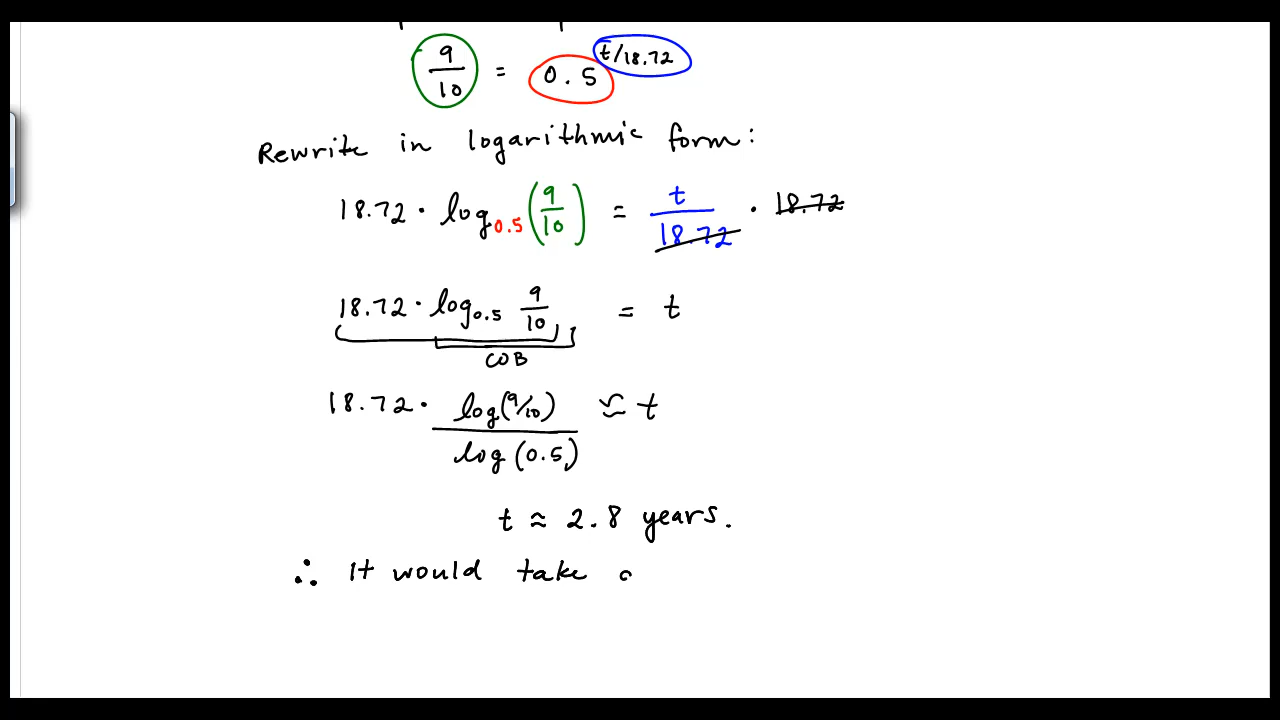 9/10 = 0.5^(t/18.72)
Rewrite in logarithmic form:
18.72 · log_0.5 (9/10) = t/18.72 · 18.72
18.72 · log_0.5 9/10 = t
COB
18.72 · log(9/10)/log(0.5) ≈ t
t ≈ 2.8 years.
∴ It would take